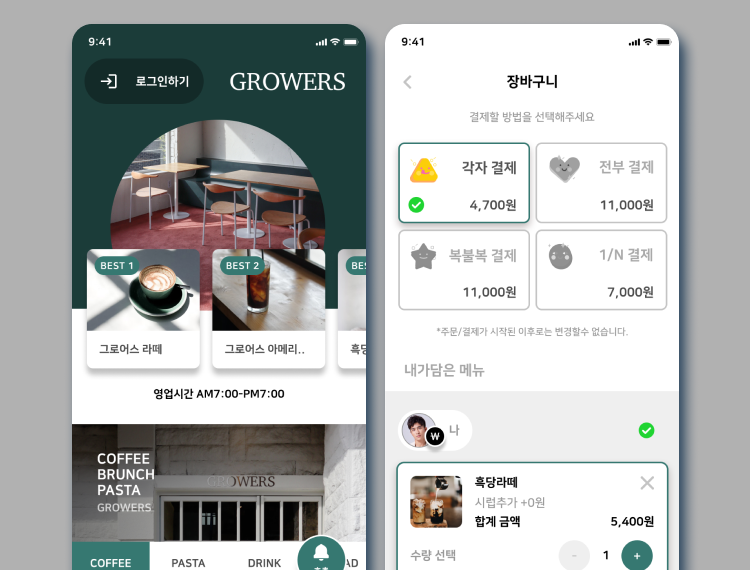 9:41
로그인하기
GROWERS
BEST 1
BEST 2
그로어스 라떼
그로어스 아메리..
영업시간 AM7:00-PM7:00
COFFEE
BRUNCH
PASTA
GROWERS
GROWERS
COFFEE
PASTA
DRINK
9:41
장바구니
결제할 방법을 선택해주세요
각자 결제
4,700원
전부 결제
11,000원
복불복 결제
11,000원
1/N 결제
7,000원
*주문/결제가 시작된 이후로는 변경할수 없습니다.
내가담은 메뉴
₩ 나
흑당라떼
시럽추가 +0원
합계 금액 5,400원
수량 선택 - 1 +